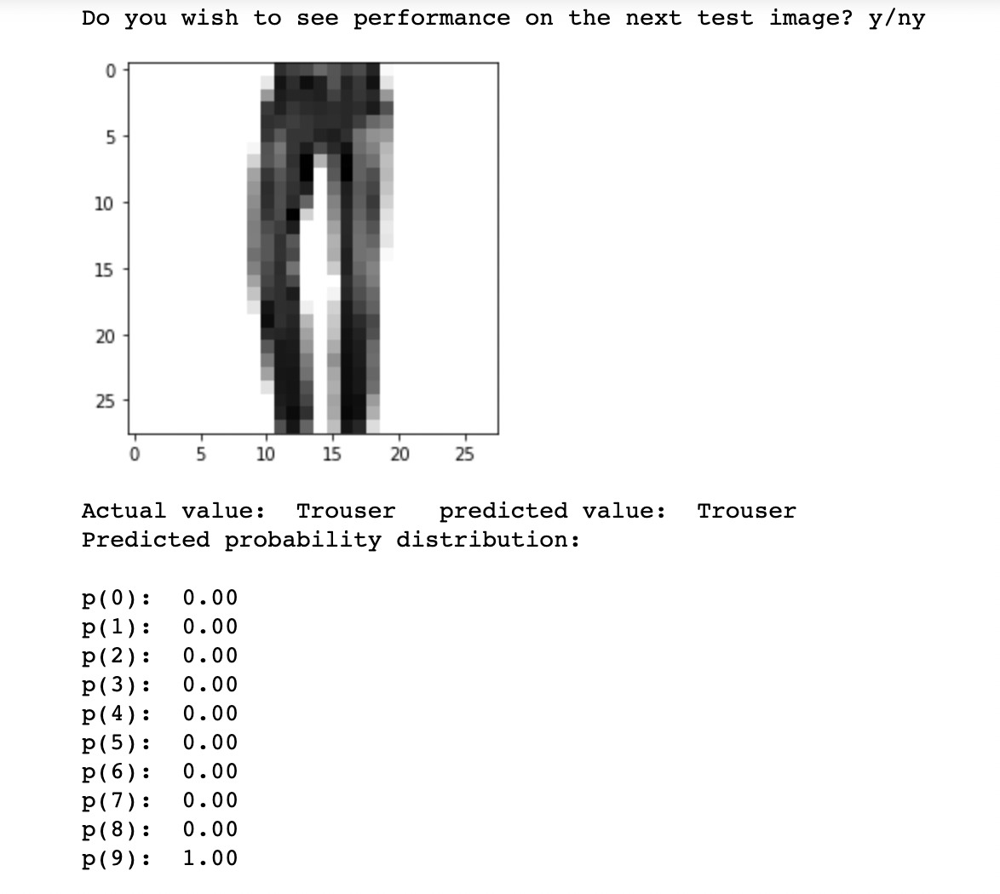 Do you wish to see performance on the next test image? y/ny
0
5
10
15
20
25
0 5 10 15 20 25
Actual value: Trouser predicted value: Trouser
Predicted probability distribution:
p(0): 0.00
p(1): 0.00
p(2): 0.00
p(3): 0.00
p(4): 0.00
p(5): 0.00
p(6): 0.00
p(7): 0.00
p(8): 0.00
p(9): 1.00